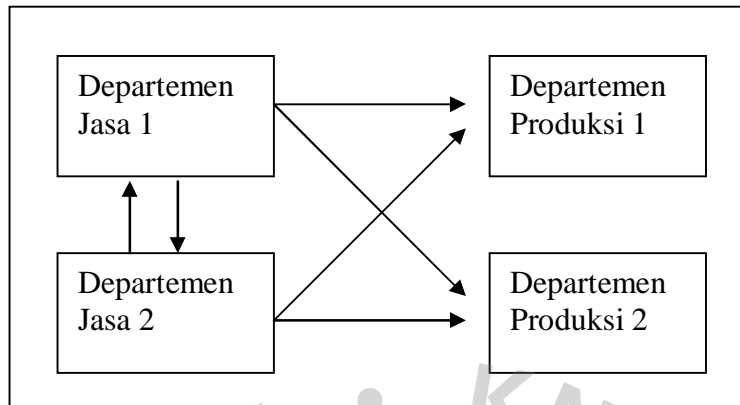 Departemen
Jasa 1
Departemen
Produksi 1
Departemen
Jasa 2
Departemen
Produksi 2